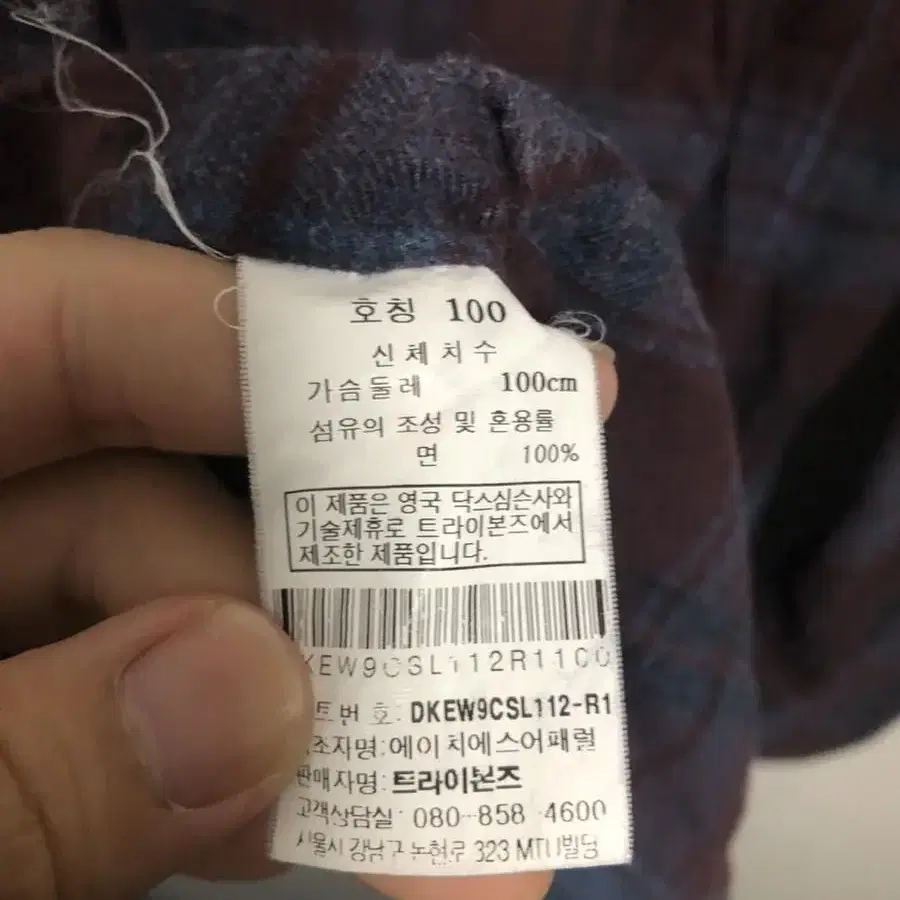 호칭 100
신체치수
가슴둘레 100cm
섬유의 조성 및 혼용률
면 100%
이 제품은 영국 닥스심슨사와
기술제휴로 트라이본즈에서
제조한 제품입니다.
KEW9CSL112R1100
트번호: DKEW9CSL112-R1
조자명:에이치에스어패럴
판매자명:트라이본즈
고객상담실: 080-858-4600
서울시 강남구 논현로 323 MTU빌딩